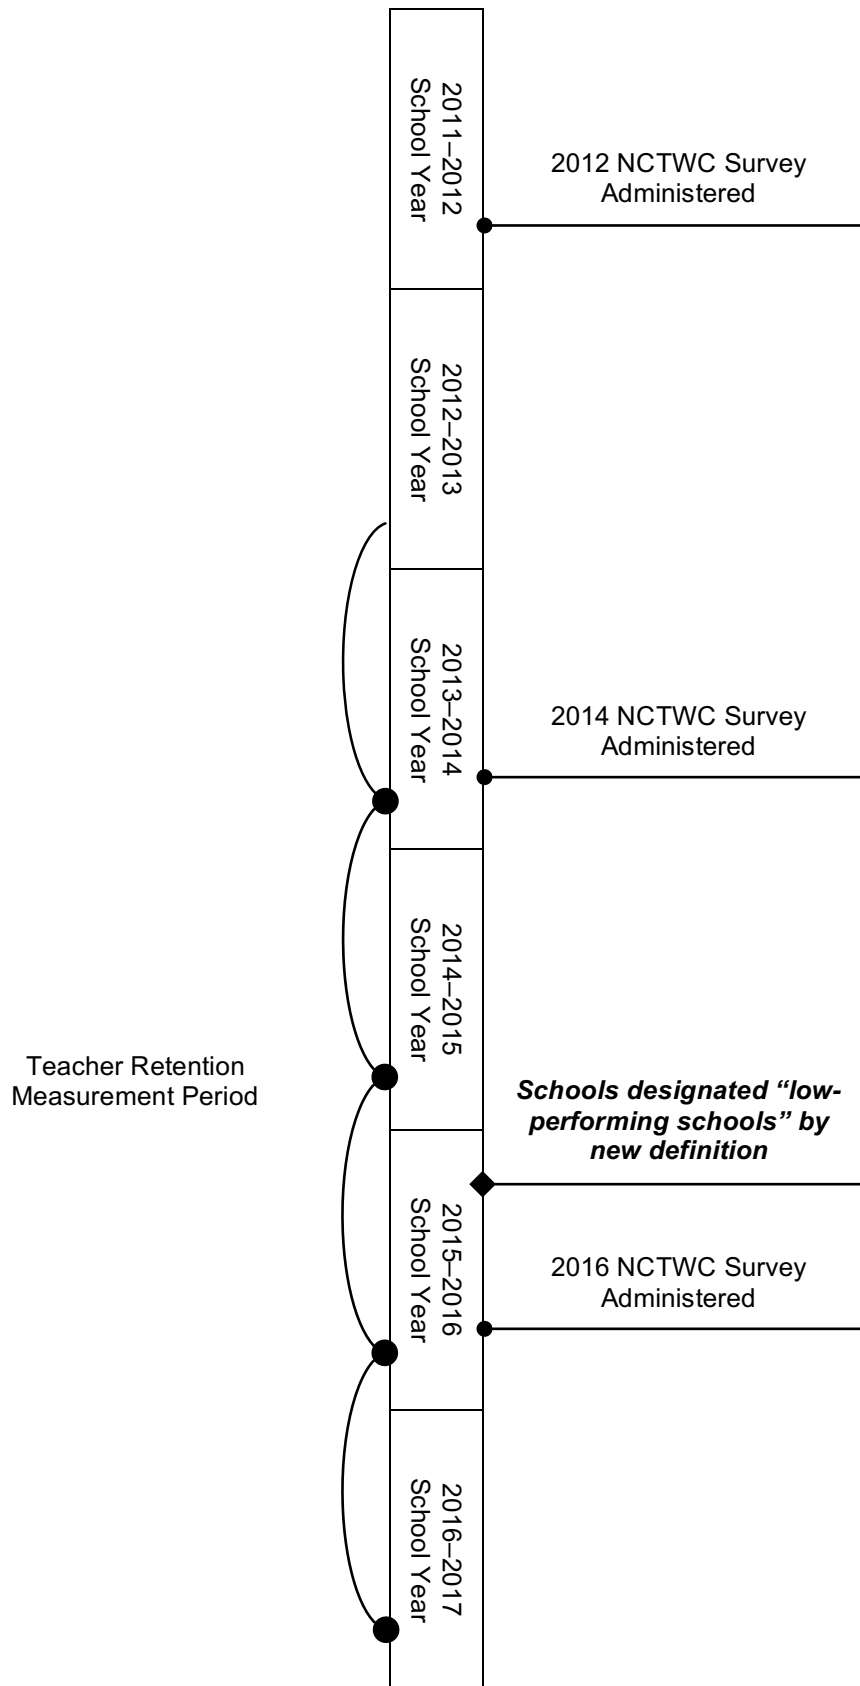 2011–2012
School Year
2012 NCTWC Survey
Administered
2012–2013
School Year
2013–2014
School Year
2014 NCTWC Survey
Administered
2014–2015
School Year
Teacher Retention
Measurement Period
Schools designated “low-
performing schools” by
new definition
2015–2016
School Year
2016 NCTWC Survey
Administered
2016–2017
School Year